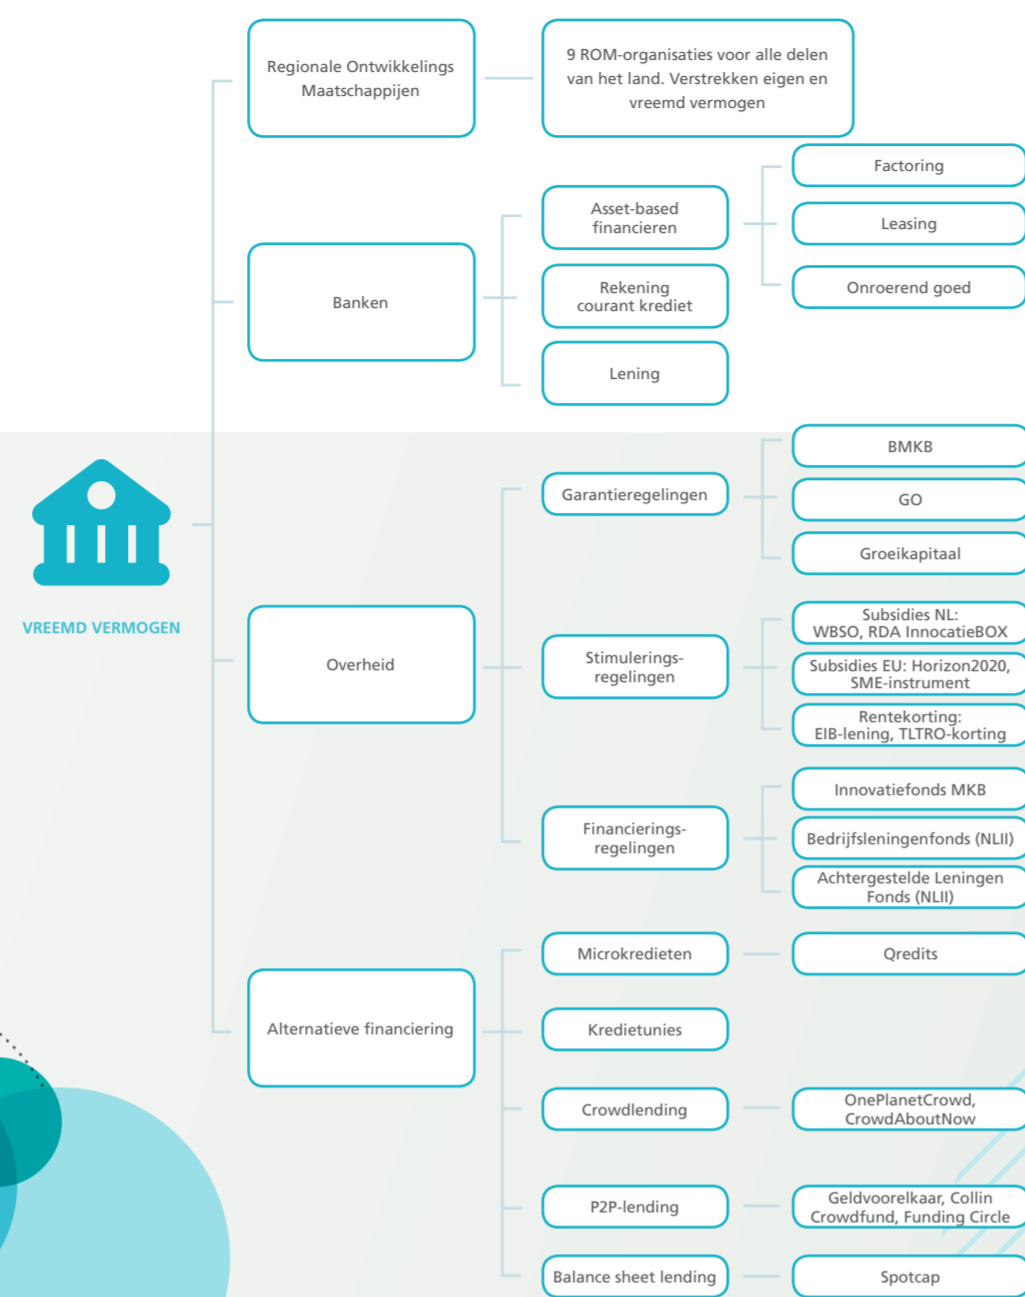 VREEMD VERMOGEN
Regionale Ontwikkelings
Maatschappijen
9 ROM-organisaties voor alle delen
van het land. Verstrekken eigen en
vreemd vermogen
Banken
Asset-based
financieren
Factoring
Leasing
Onroerend goed
Rekening
courant krediet
Lening
Overheid
Garantieregelingen
BMKB
GO
Groeikapitaal
Stimulerings-
regelingen
Subsidies NL:
WBSO, RDA InnocatieBOX
Subsidies EU: Horizon2020,
SME-instrument
Rentekorting:
EIB-lening, TLTRO-korting
Financierings-
regelingen
Innovatiefonds MKB
Bedrijfsleningenfonds (NLII)
Achtergestelde Leningen
Fonds (NLII)
Alternatieve financiering
Microkredieten
Qredits
Kredietunies
Crowdlending
OnePlanetCrowd,
CrowdAboutNow
P2P-lending
Geldvoorelkaar, Collin
Crowdfund, Funding Circle
Balance sheet lending
Spotcap